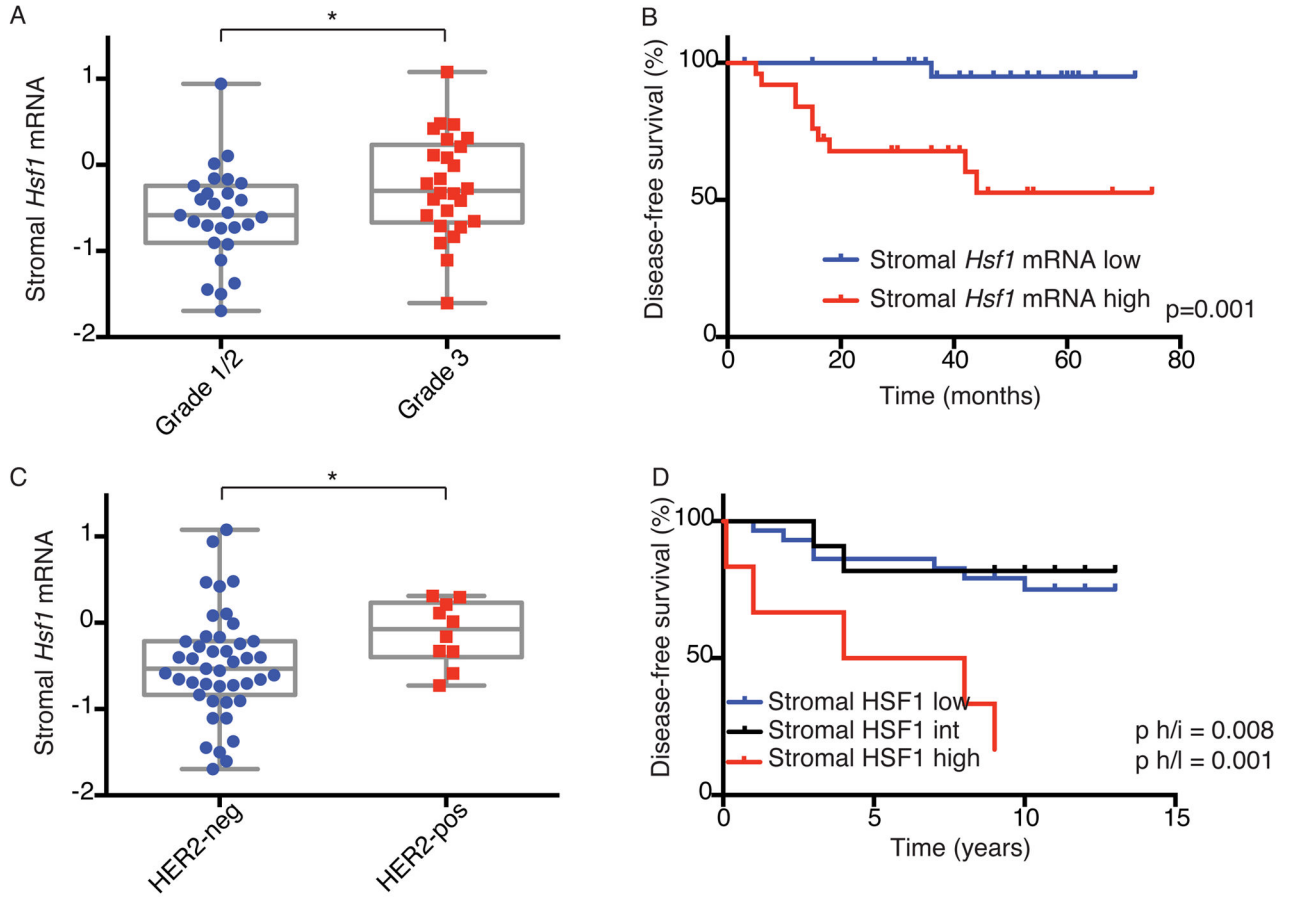 A
*
Stromal Hsf1 mRNA
1
0
-1
-2
Grade 1/2
Grade 3
B
Disease-free survival (%)
100
50
0
Stromal Hsf1 mRNA low
Stromal Hsf1 mRNA high
p=0.001
0 20 40 60 80
Time (months)
C
*
Stromal Hsf1 mRNA
1
0
-1
-2
HER2-neg
HER2-pos
D
Disease-free survival (%)
100
50
0
Stromal HSF1 low
Stromal HSF1 int
Stromal HSF1 high
p h/i = 0.008
p h/l = 0.001
0 5 10 15
Time (years)